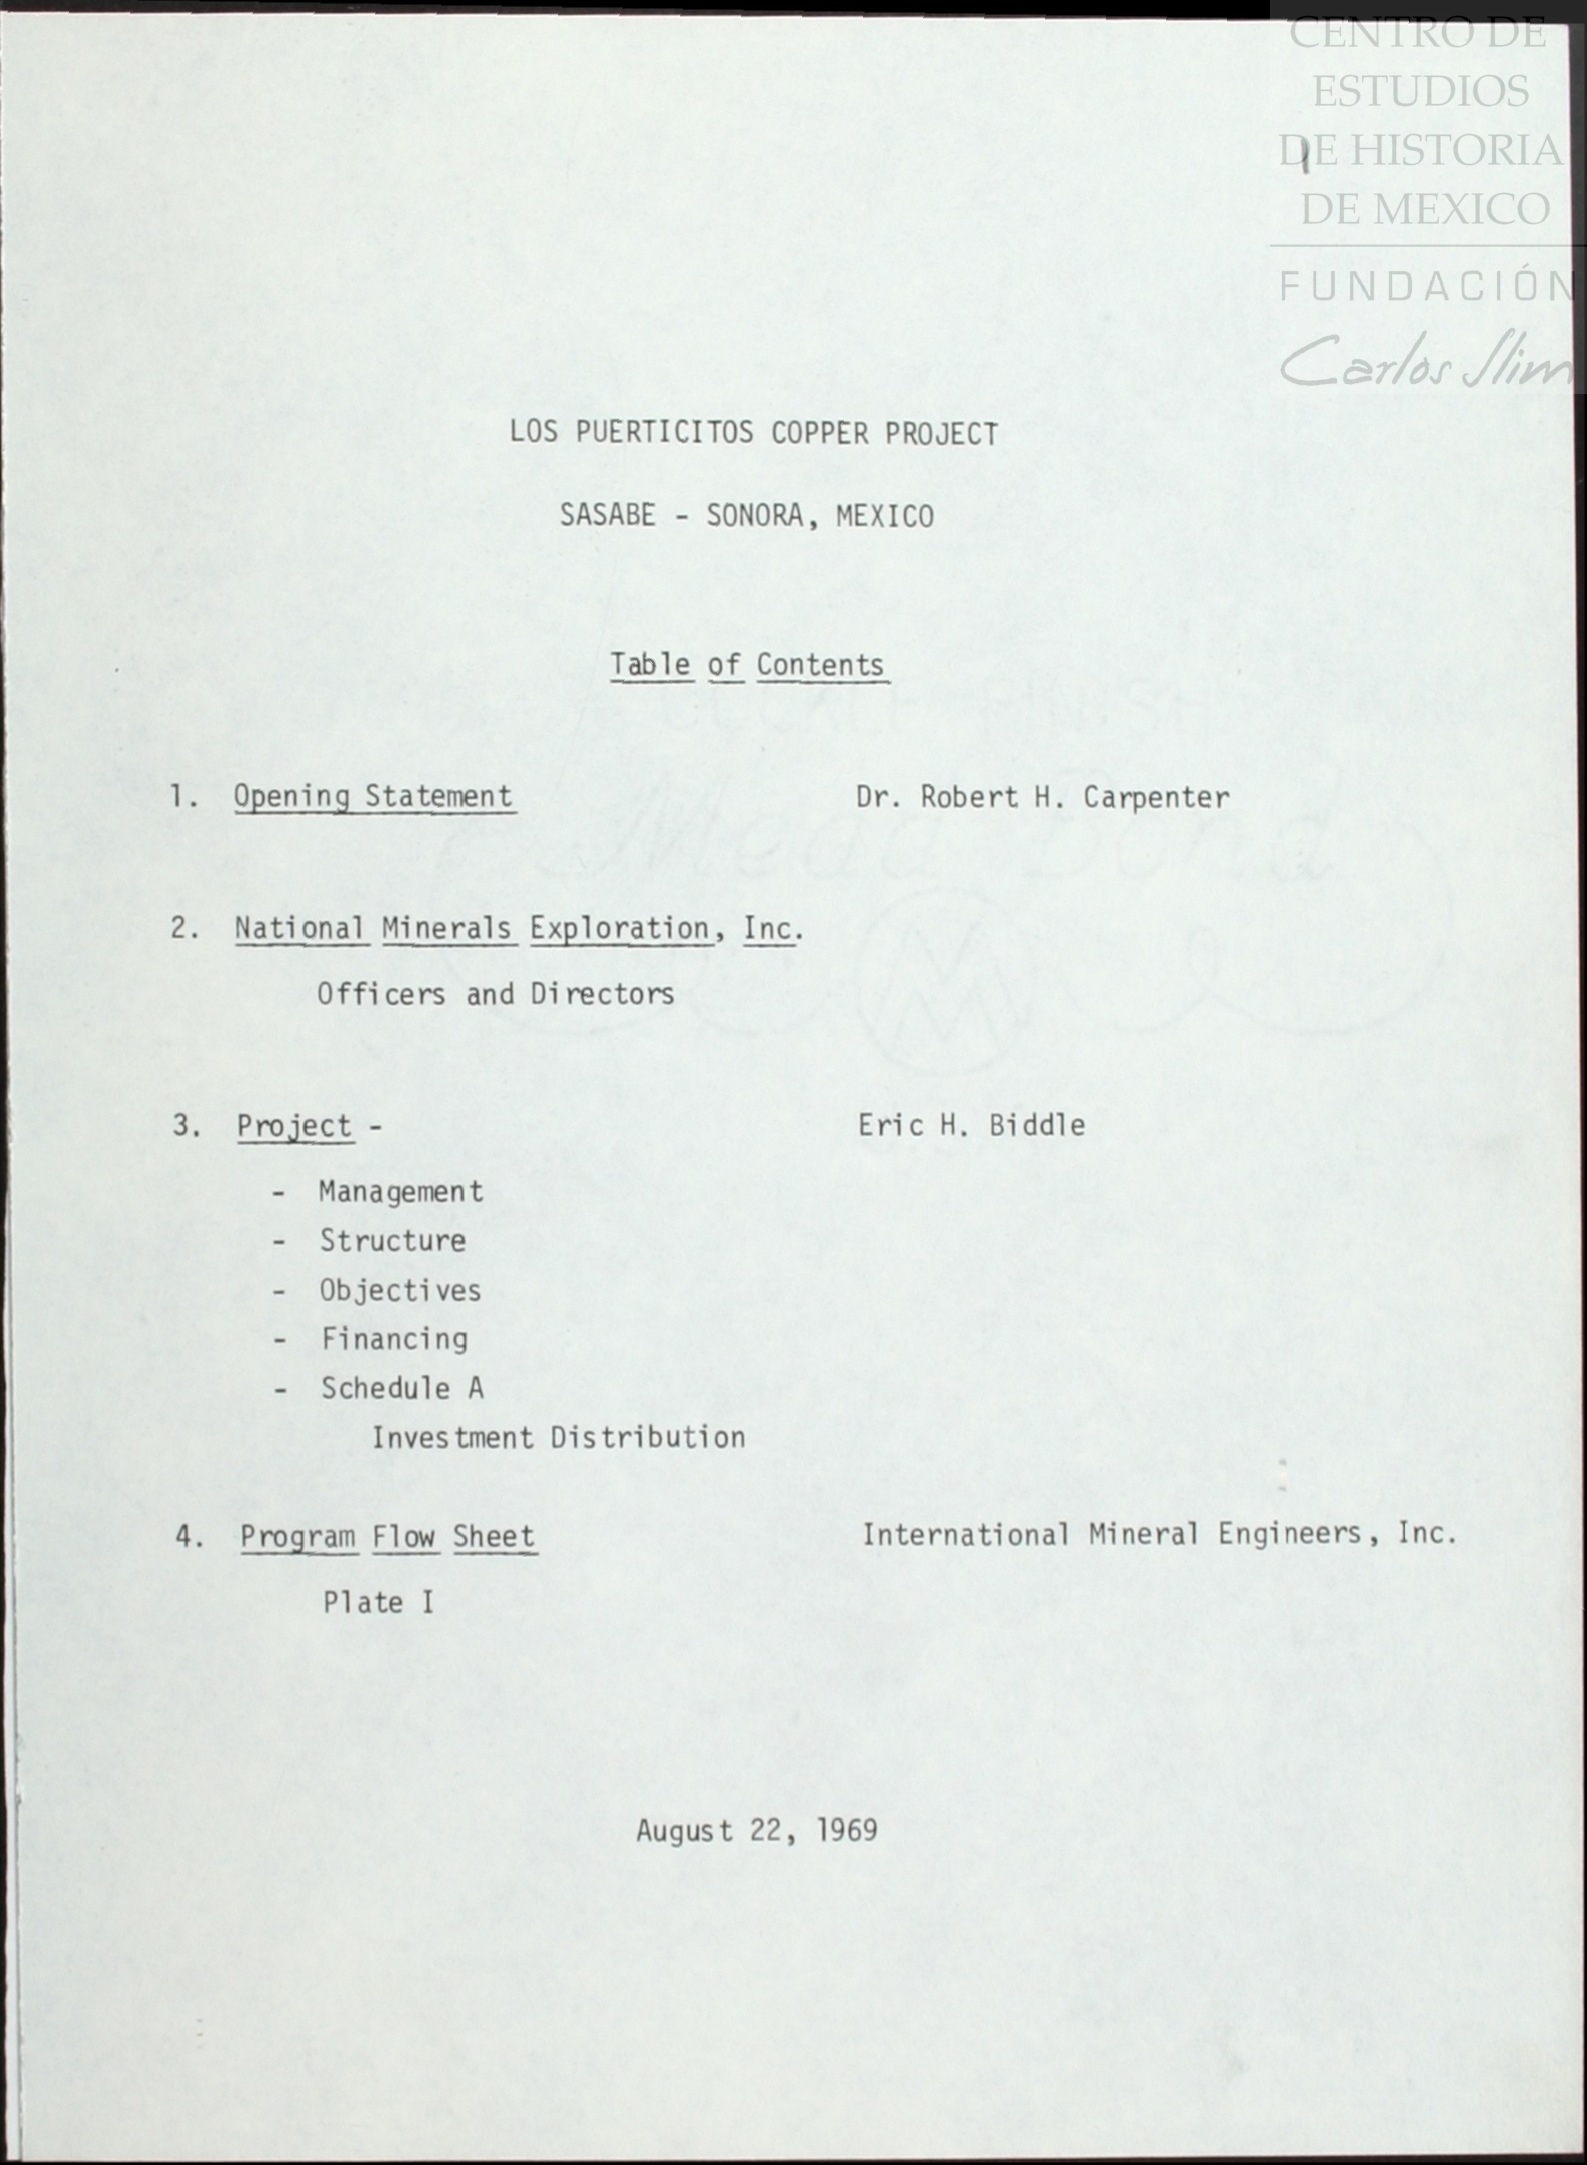 CENTRO DE
ESTUDIOS
DE HISTORIA
DE MEXICO
FUNDACIÓN
Carlos Slim
LOS PUERTICITOS COPPER PROJECT
SASABE - SONORA, MEXICO
Table of Contents
1. Opening Statement Dr. Robert H. Carpenter
2. National Minerals Exploration, Inc.
Officers and Directors
3. Project - Eric H. Biddle
- Management
- Structure
- Objectives
- Financing
- Schedule A
Investment Distribution
4. Program Flow Sheet International Mineral Engineers, Inc.
Plate I
August 22, 1969